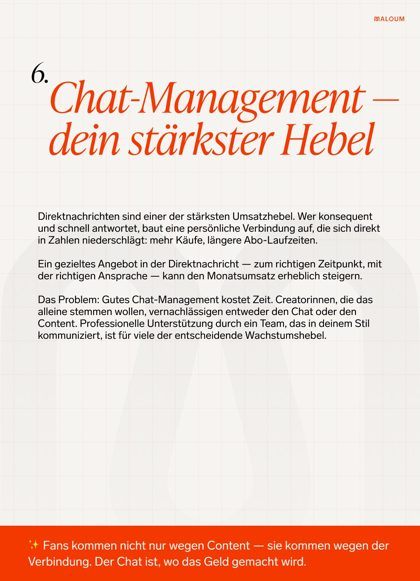 MALOUM
6.
Chat-Management —
dein stärkster Hebel
Direktnachrichten sind einer der stärksten Umsatzhebel. Wer konsequent
und schnell antwortet, baut eine persönliche Verbindung auf, die sich direkt
in Zahlen niederschlägt: mehr Käufe, längere Abo-Laufzeiten.
Ein gezieltes Angebot in der Direktnachricht — zum richtigen Zeitpunkt, mit
der richtigen Ansprache — kann den Monatsumsatz erheblich steigern.
Das Problem: Gutes Chat-Management kostet Zeit. Creatorinnen, die das
alleine stemmen wollen, vernachlässigen entweder den Chat oder den
Content. Professionelle Unterstützung durch ein Team, das in deinem Stil
kommuniziert, ist für viele der entscheidende Wachstumshebel.
✨ Fans kommen nicht nur wegen Content — sie kommen wegen der
Verbindung. Der Chat ist, wo das Geld gemacht wird.